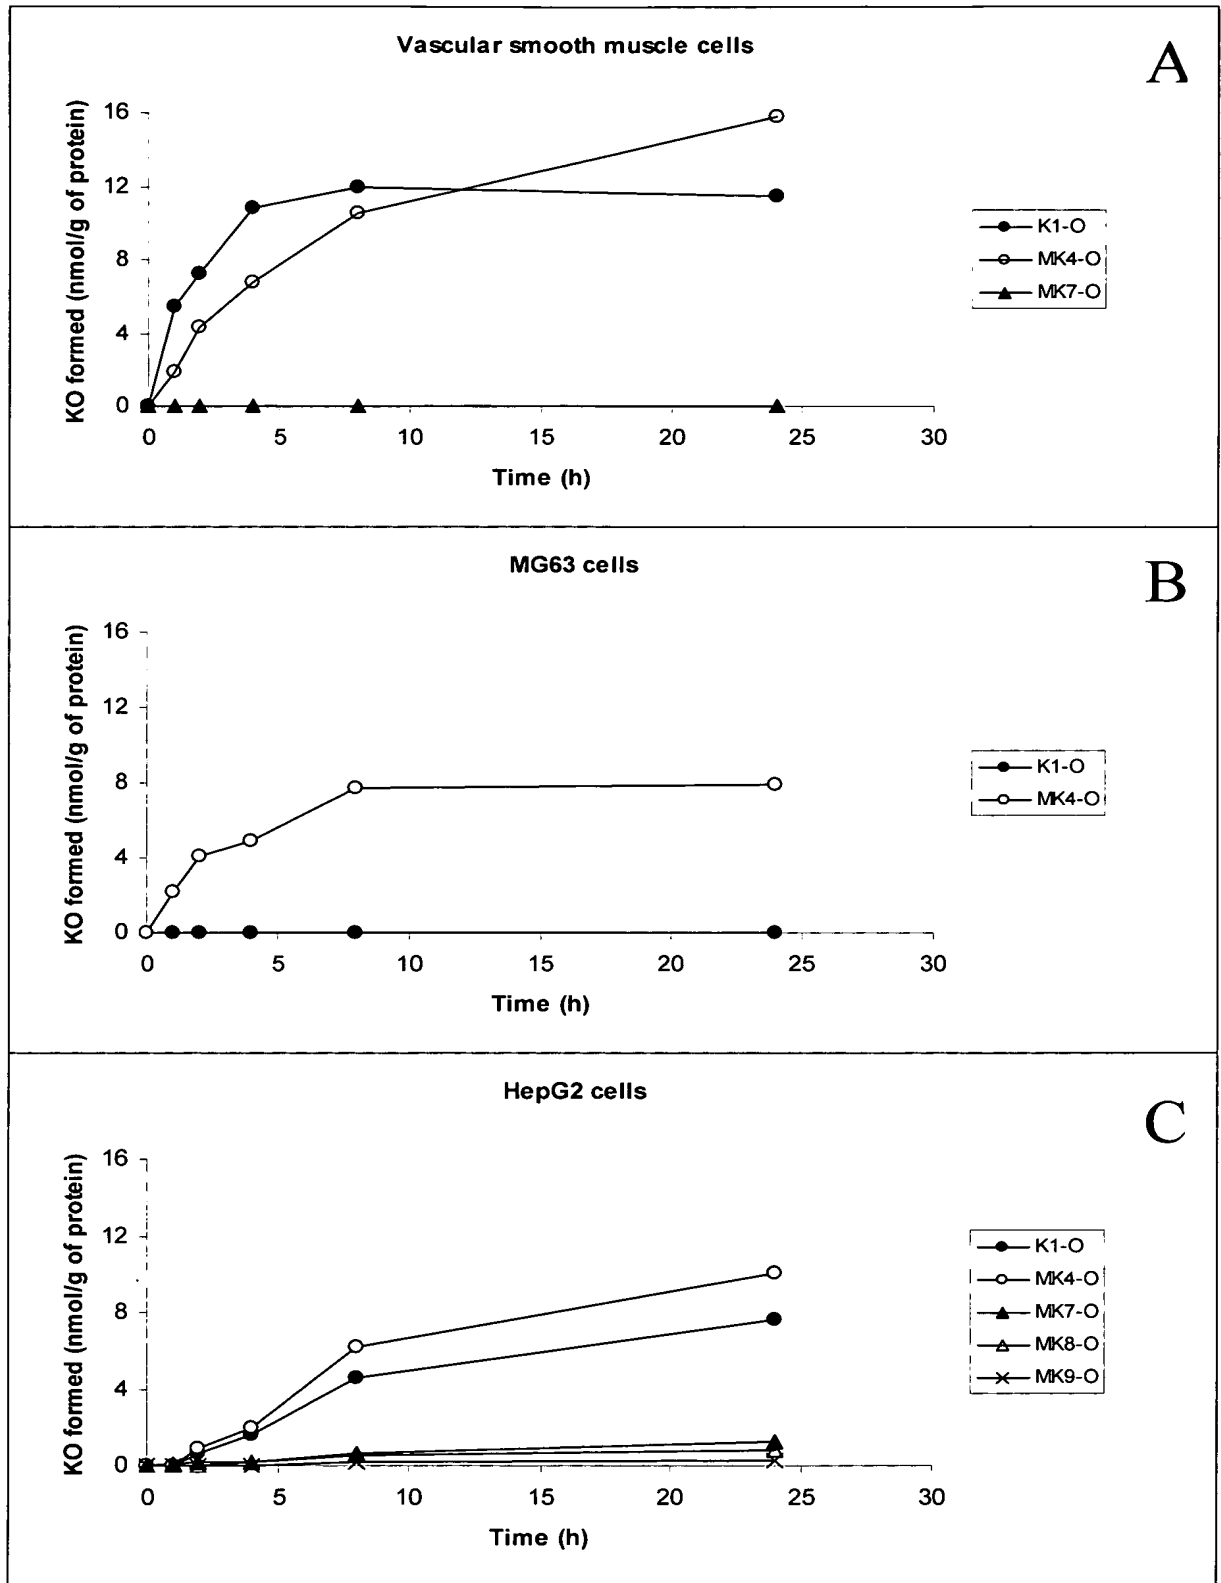 Vascular smooth muscle cells
A
KO formed (nmol/g of protein)
16
12
8
4
0
0 5 10 15 20 25 30
Time (h)
K1-O
MK4-O
MK7-O
MG63 cells
B
KO formed (nmol/g of protein)
16
12
8
4
0
0 5 10 15 20 25 30
Time (h)
K1-O
MK4-O
HepG2 cells
C
KO formed (nmol/g of protein)
16
12
8
4
0
0 5 10 15 20 25 30
Time (h)
K1-O
MK4-O
MK7-O
MK8-O
MK9-O